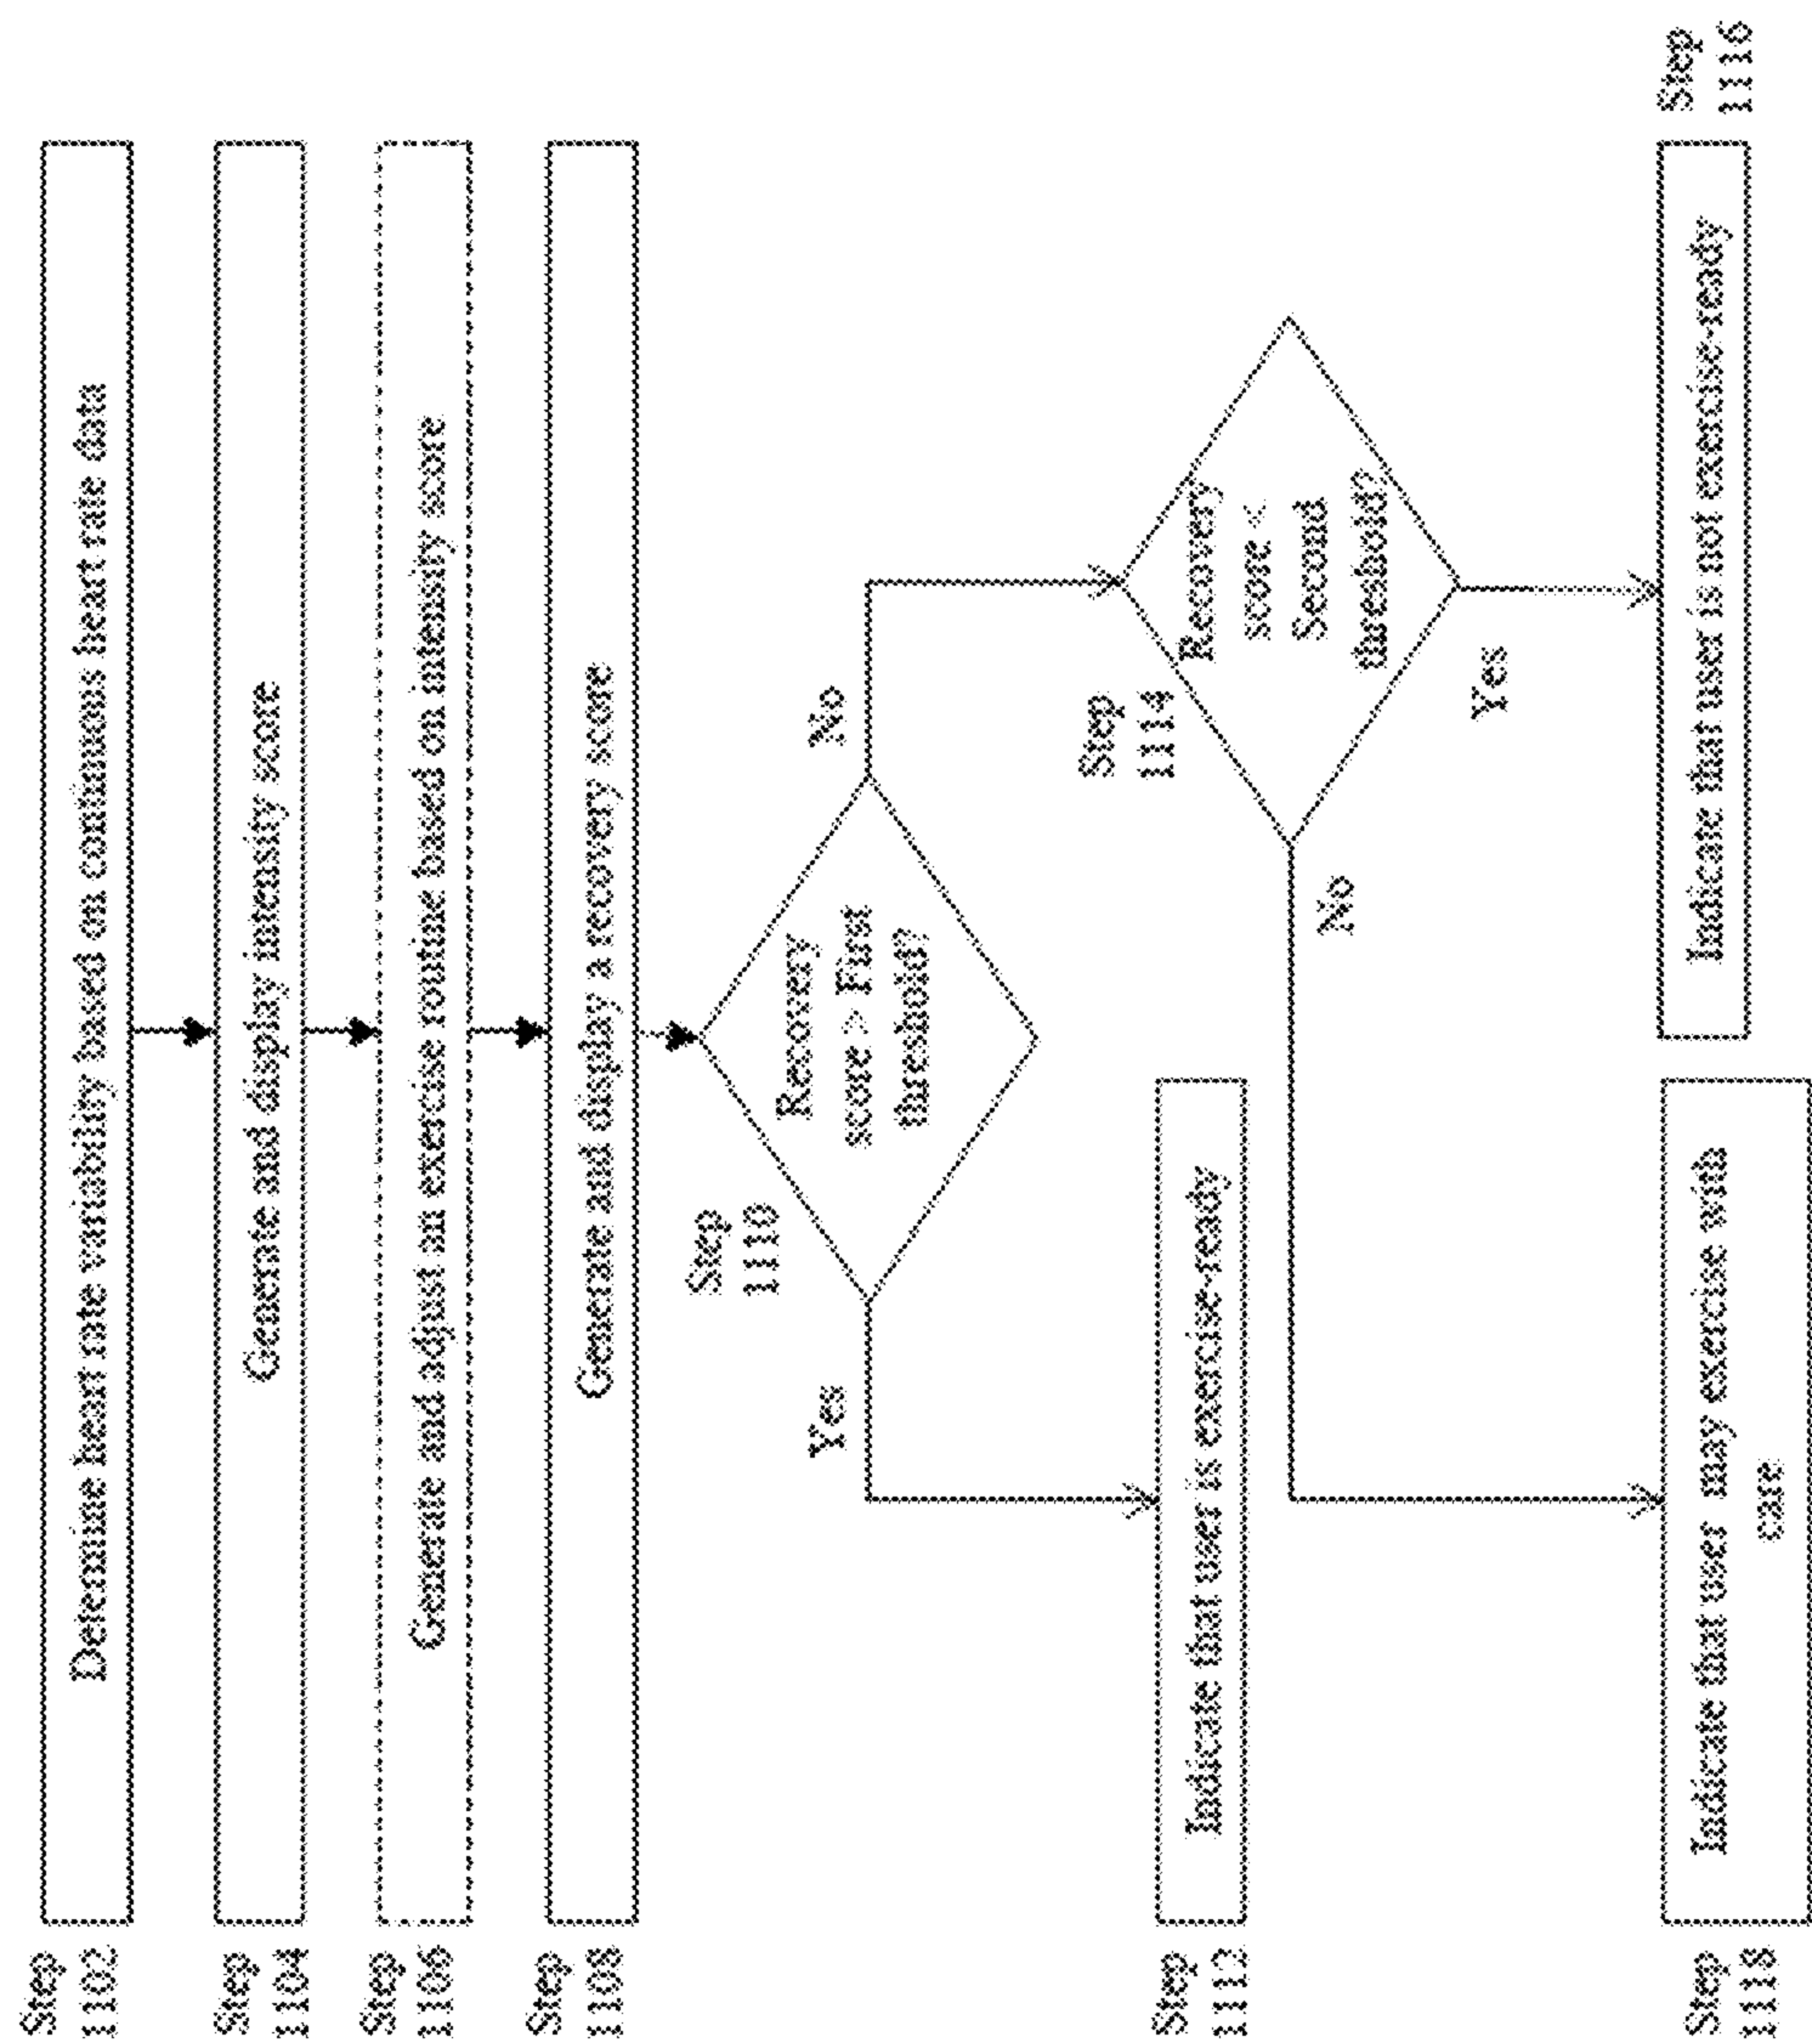 Step
1102
Determine heart rate variability based on continuous heart rate data
Step
1104
Generate and display intensity score
Step
1106
Generate and adjust an exercise routine based on intensity score
Step
1108
Generate and display a recovery score
Step
1110
Recovery
score > First
threshold?
Yes
No
Step
1112
Indicate that user is exercise-ready
Step
1114
Recovery
score <
Second
threshold?
No
Yes
Step
1118
Indicate that user may exercise with
care
Indicate that user is not exercise-ready
Step
1116